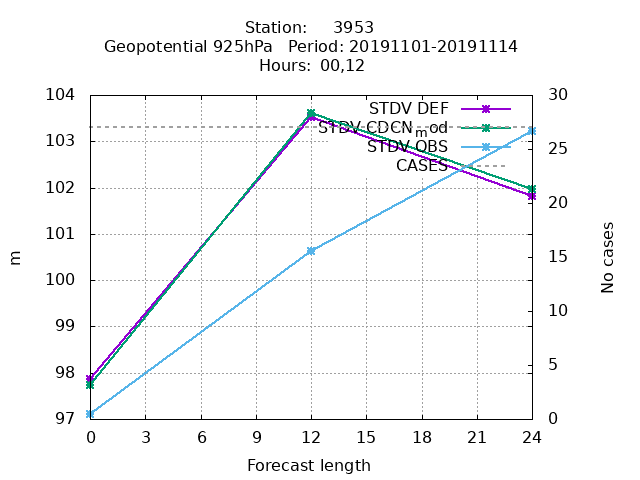 Station: 3953
Geopotential 925hPa Period: 20191101-20191114
Hours: 00,12
104
103
102
101
100
99
98
97
m
30
25
20
15
10
5
0
No cases
STDV DEF
STDV CDCN_mod
STDV OBS
CASES
0 3 6 9 12 15 18 21 24
Forecast length